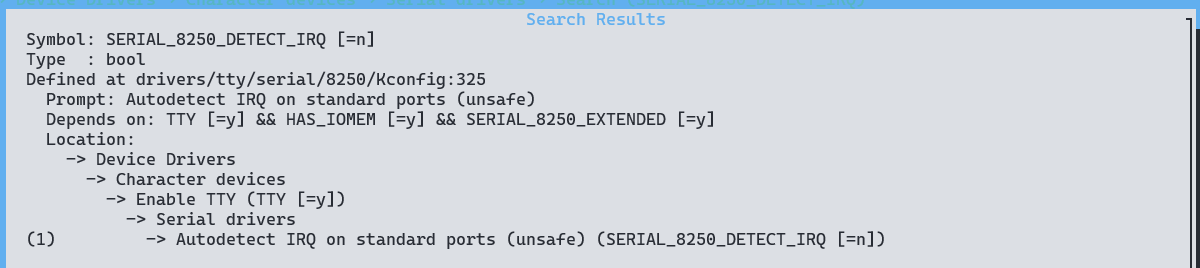 Search Results
Symbol: SERIAL_8250_DETECT_IRQ [=n]
Type  : bool
Defined at drivers/tty/serial/8250/Kconfig:325
  Prompt: Autodetect IRQ on standard ports (unsafe)
  Depends on: TTY [=y] && HAS_IOMEM [=y] && SERIAL_8250_EXTENDED [=y]
  Location:
    -> Device Drivers
      -> Character devices
        -> Enable TTY (TTY [=y])
          -> Serial drivers
(1)         -> Autodetect IRQ on standard ports (unsafe) (SERIAL_8250_DETECT_IRQ [=n])